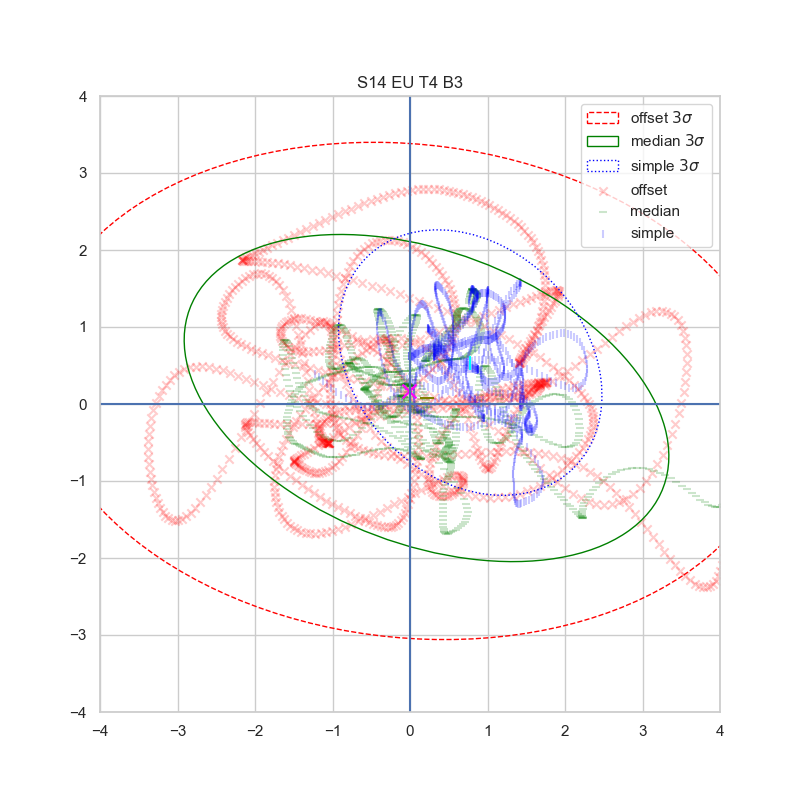 S14 EU T4 B3
offset 3σ
median 3σ
simple 3σ
offset
median
simple
4
3
2
1
0
−1
−2
−3
−4
−4 −3 −2 −1 0 1 2 3 4